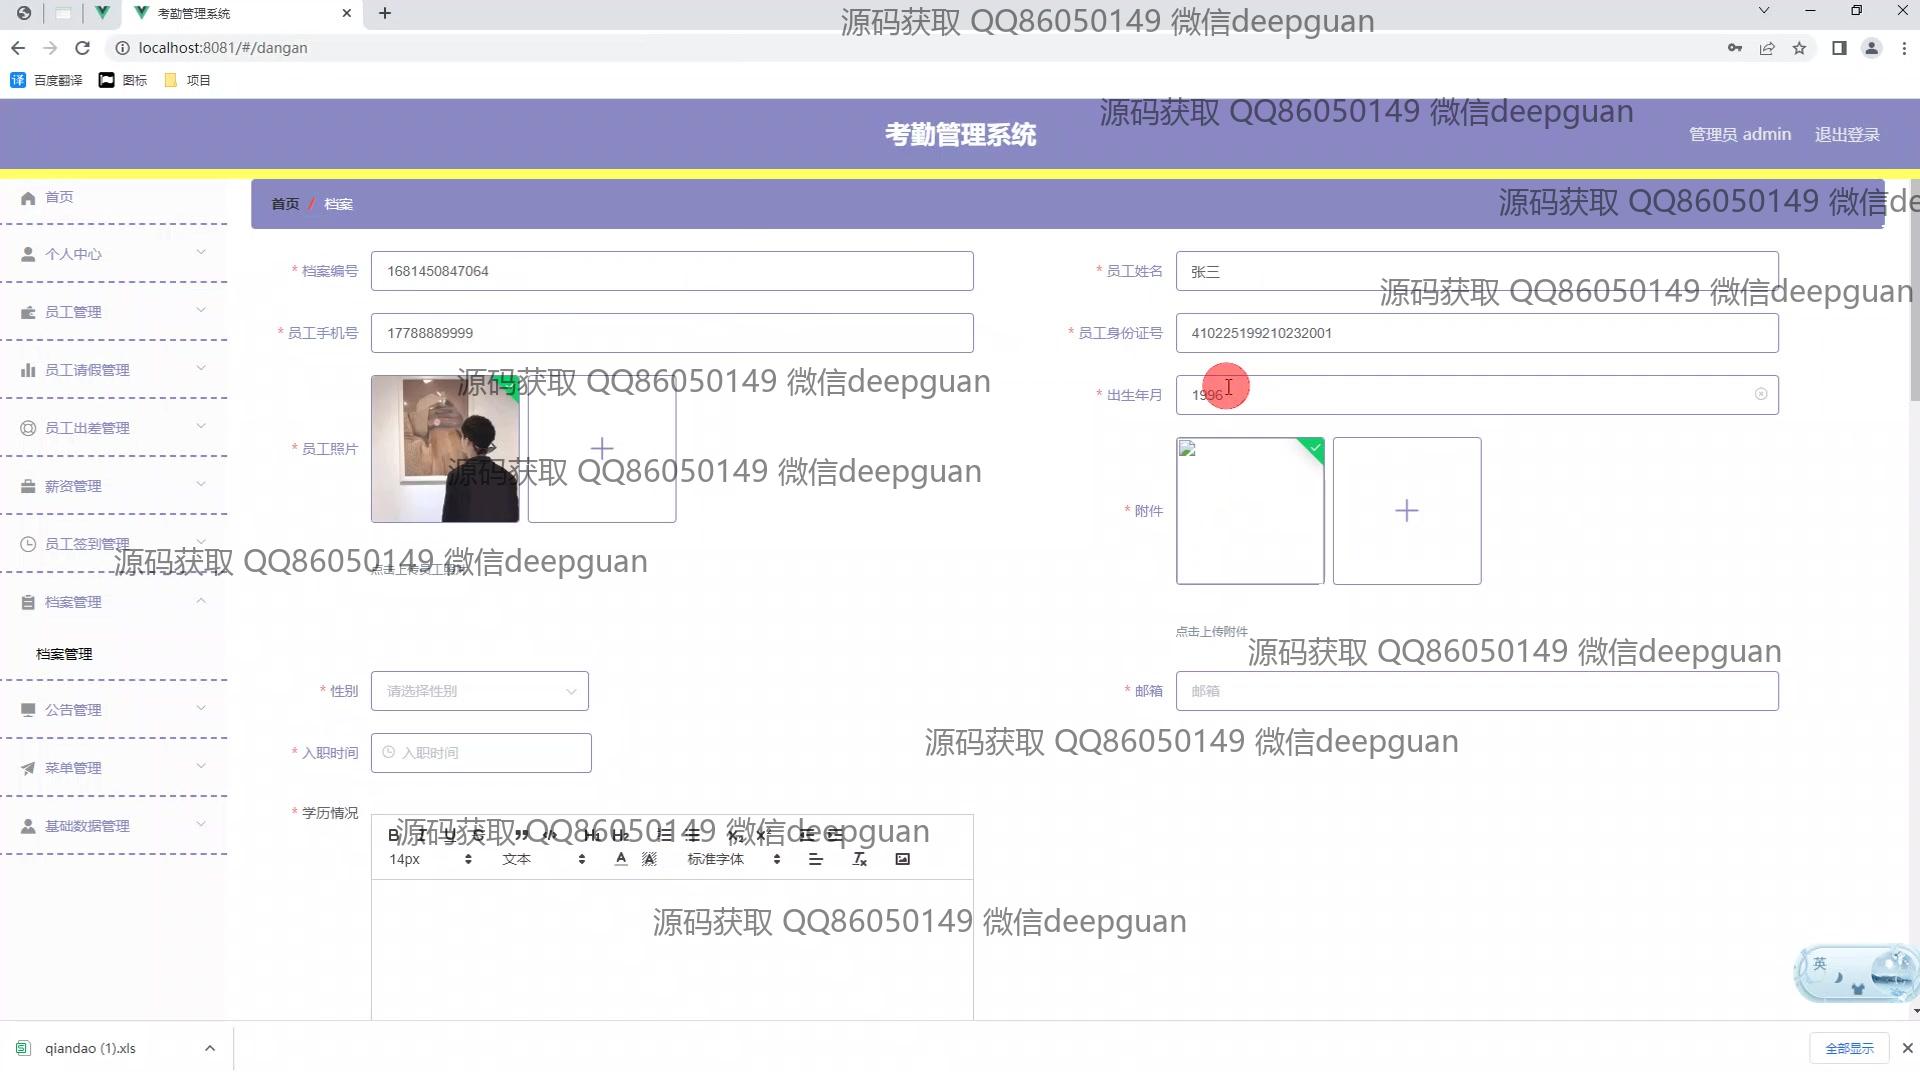 考勤管理系统
源码获取 QQ86050149 微信deepguan
localhost:8081/#/dangan
百度翻译
图标
项目
源码获取 QQ86050149 微信deepguan
考勤管理系统
管理员 admin
退出登录
首页
首页 / 档案
源码获取 QQ86050149 微信de
个人中心
* 档案编号
1681450847064
* 员工姓名
张三
源码获取 QQ86050149 微信deepguan
员工管理
* 员工手机号
17788889999
* 员工身份证号
410225199210232001
员工请假管理
源码获取 QQ86050149 微信deepguan
* 出生年月
1996
员工出差管理
* 员工照片
源码获取 QQ86050149 微信deepguan
薪资管理
* 附件
员工签到管理
源码获取 QQ86050149 微信deepguan
点击上传员工照片
档案管理
点击上传附件
档案管理
源码获取 QQ86050149 微信deepguan
* 性别
请选择性别
* 邮箱
邮箱
公告管理
源码获取 QQ86050149 微信deepguan
* 入职时间
入职时间
菜单管理
* 学历情况
基础数据管理
源码获取 QQ86050149 微信deepguan
B I U S H1 H2
14px
文本
标准字体
源码获取 QQ86050149 微信deepguan
英
qiandao (1).xls
全部显示